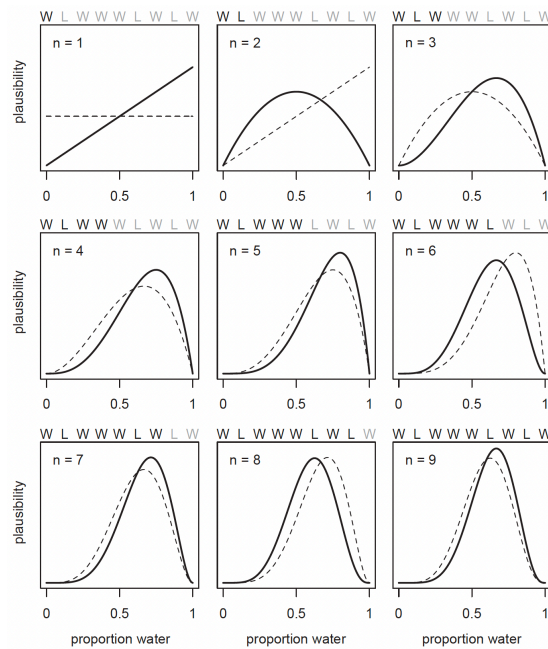 W L W W W L W L W W L W W W L W L W W L W W W L W L W
n = 1 n = 2 n = 3
plausibility
0 0.5 1 0 0.5 1 0 0.5 1
W L W W W L W L W W L W W W L W L W W L W W W L W L W
n = 4 n = 5 n = 6
plausibility
0 0.5 1 0 0.5 1 0 0.5 1
W L W W W L W L W W L W W W L W L W W L W W W L W L W
n = 7 n = 8 n = 9
plausibility
0 0.5 1 0 0.5 1 0 0.5 1
proportion water proportion water proportion water